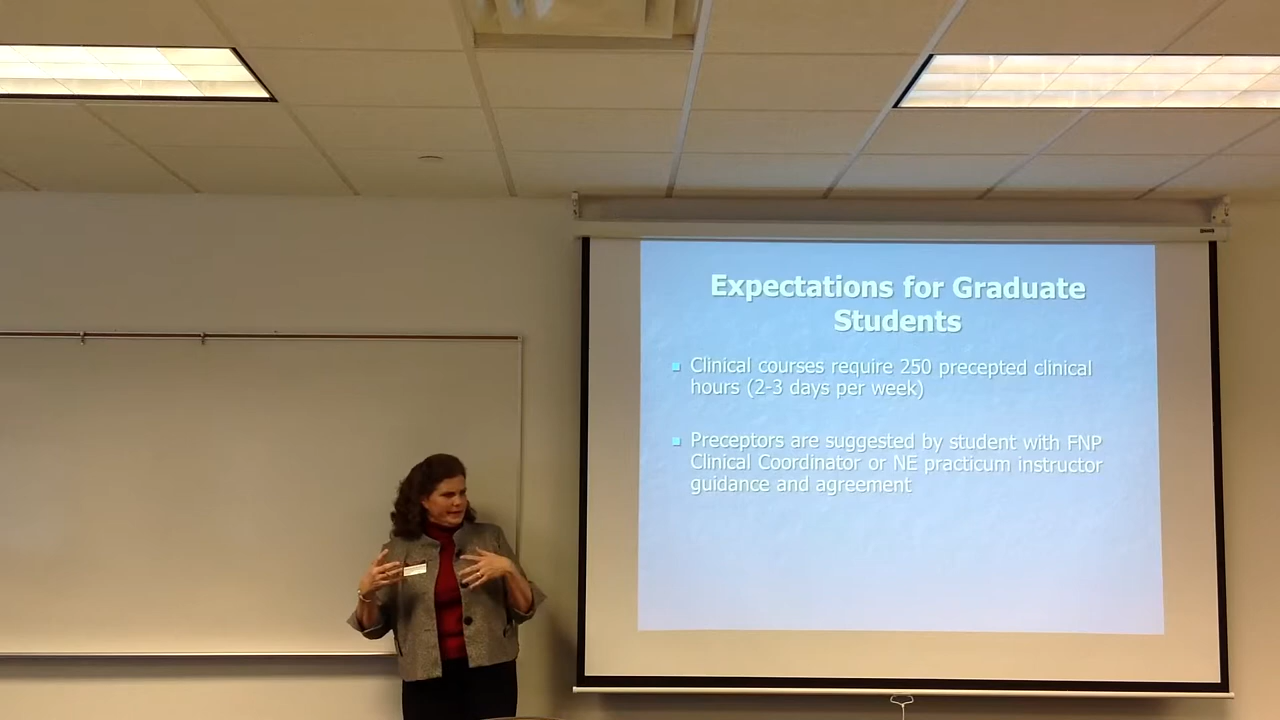 Expectations for Graduate
Students
Clinical courses require 250 precepted clinical
hours (2-3 days per week)
Preceptors are suggested by student with FNP
Clinical Coordinator or NE practicum instructor
guidance and agreement